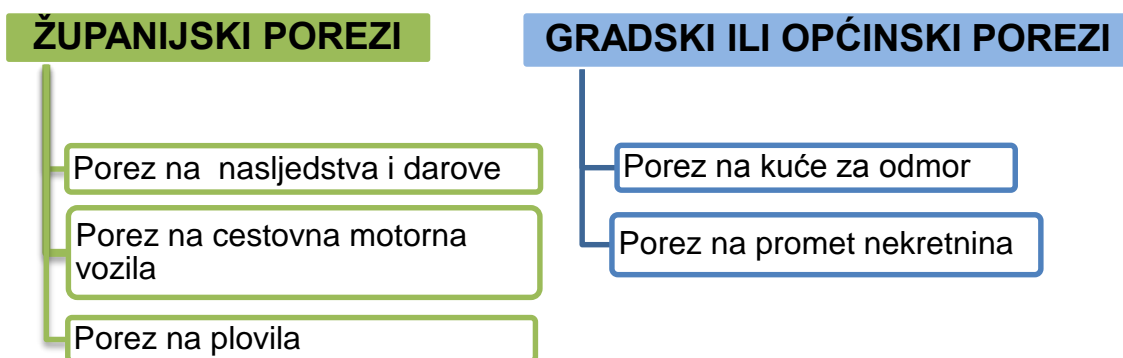 ŽUPANIJSKI POREZI
Porez na  nasljedstva i darove
Porez na cestovna motorna
vozila
Porez na plovila
GRADSKI ILI OPĆINSKI POREZI
Porez na kuće za odmor
Porez na promet nekretnina